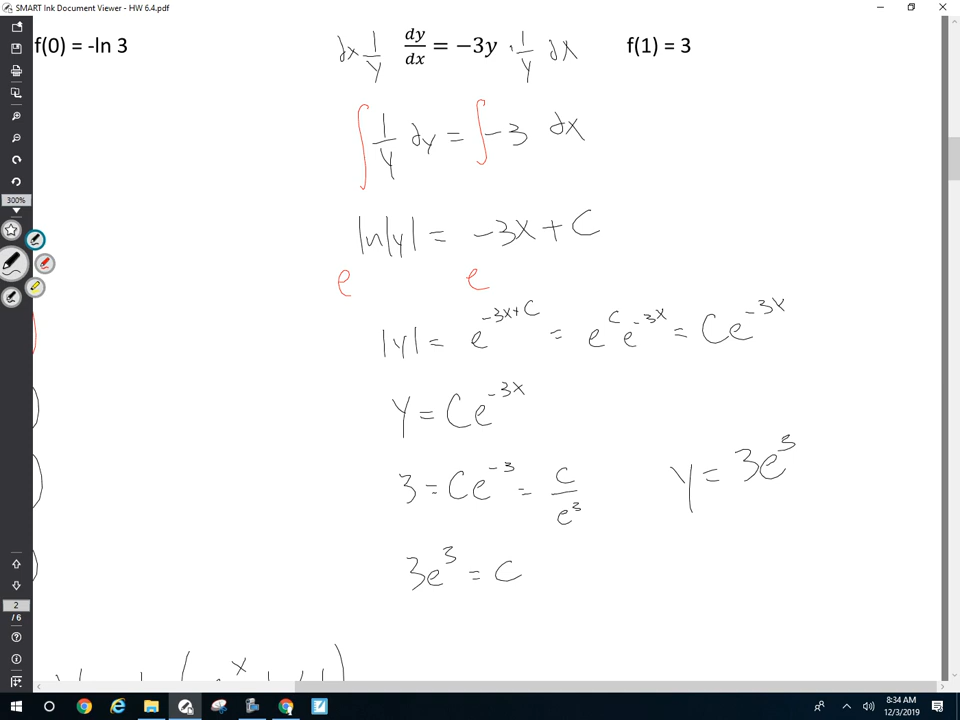 SMART Ink Document Viewer - HW 6.4.pdf
f(0) = -ln 3
dx 1/y dy/dx = −3y · 1/y dx
f(1) = 3
∫ 1/y dy = ∫ -3 dx
ln|y| = -3x + C
e e
|y| = e^(-3x+C) = e^C e^(-3x) = Ce^(-3x)
y = Ce^(-3x)
3 = Ce^(-3) = C/e^3
y = 3e^3
3e^3 = C
300%
2
/ 6
x
8:34 AM
12/3/2019